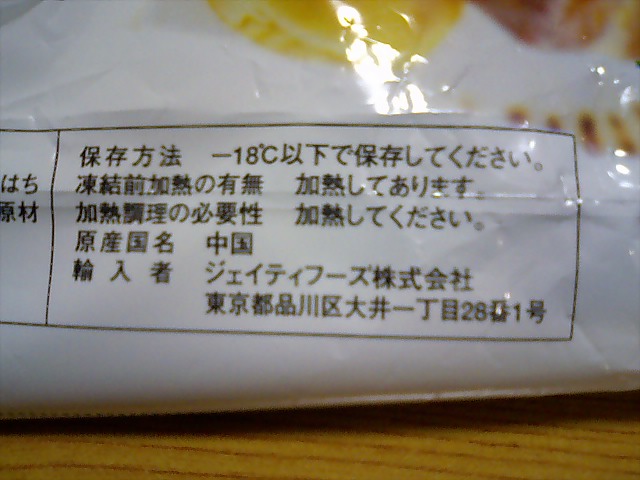 保存方法 －18℃以下で保存してください。
はち
凍結前加熱の有無 加熱してあります。
原材
加熱調理の必要性 加熱してください。
原産国名 中国
輸入者 ジェイティフーズ株式会社
東京都品川区大井一丁目28番1号